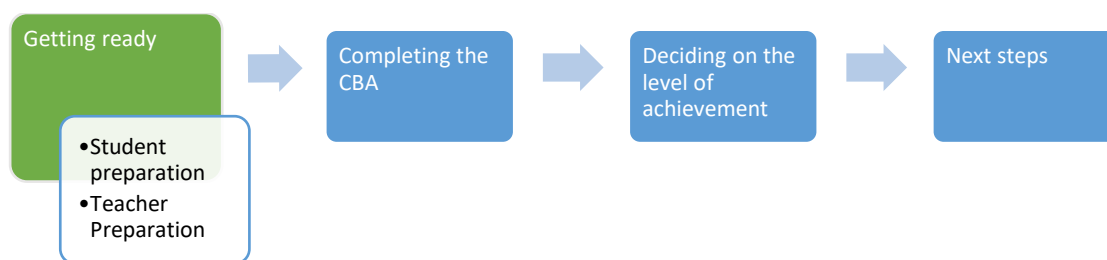 Getting ready
•Student
preparation
•Teacher
Preparation
Completing the
CBA
Deciding on the
level of
achievement
Next steps